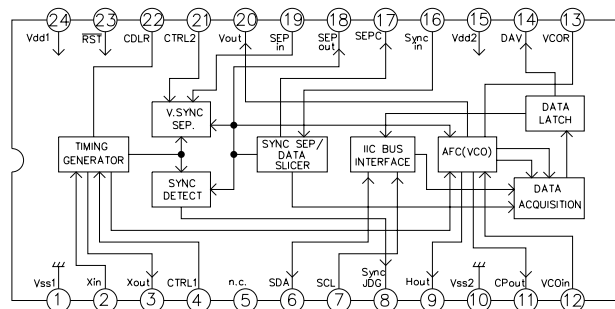 24 23 22 21 20 19 18 17 16 15 14 13
Vdd1 RST CDLR CTRL2 Vout SEP in SEP out SEPC Sync in Vdd2 DAV VCOR
V.SYNC SEP.
DATA LATCH
TIMING GENERATOR
SYNC SEP/ DATA SLICER
IIC BUS INTERFACE
AFC(VCO)
SYNC DETECT
DATA ACQUISITION
Vss1 Xin Xout CTRL1 n.c. SDA SCL Sync JDG Hout Vss2 CPout VCOin
1 2 3 4 5 6 7 8 9 10 11 12